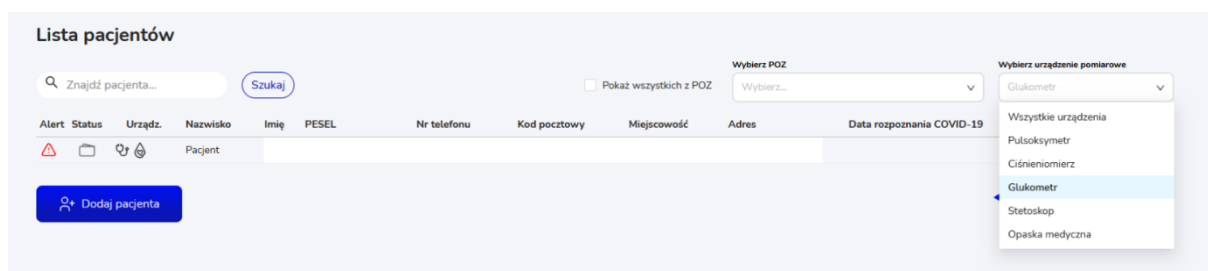 Lista pacjentów
Wybierz POZ
Wybierz urządzenie pomiarowe
Znajdź pacjenta...
Szukaj
Pokaż wszystkich z POZ
Wybierz...
Glukometr
Alert Status Urządz. Nazwisko Imię PESEL Nr telefonu Kod pocztowy Miejscowość Adres Data rozpoznania COVID-19
Pacjent
Wszystkie urządzenia
Pulsoksymetr
Ciśnieniomierz
Glukometr
Stetoskop
Opaska medyczna
Dodaj pacjenta